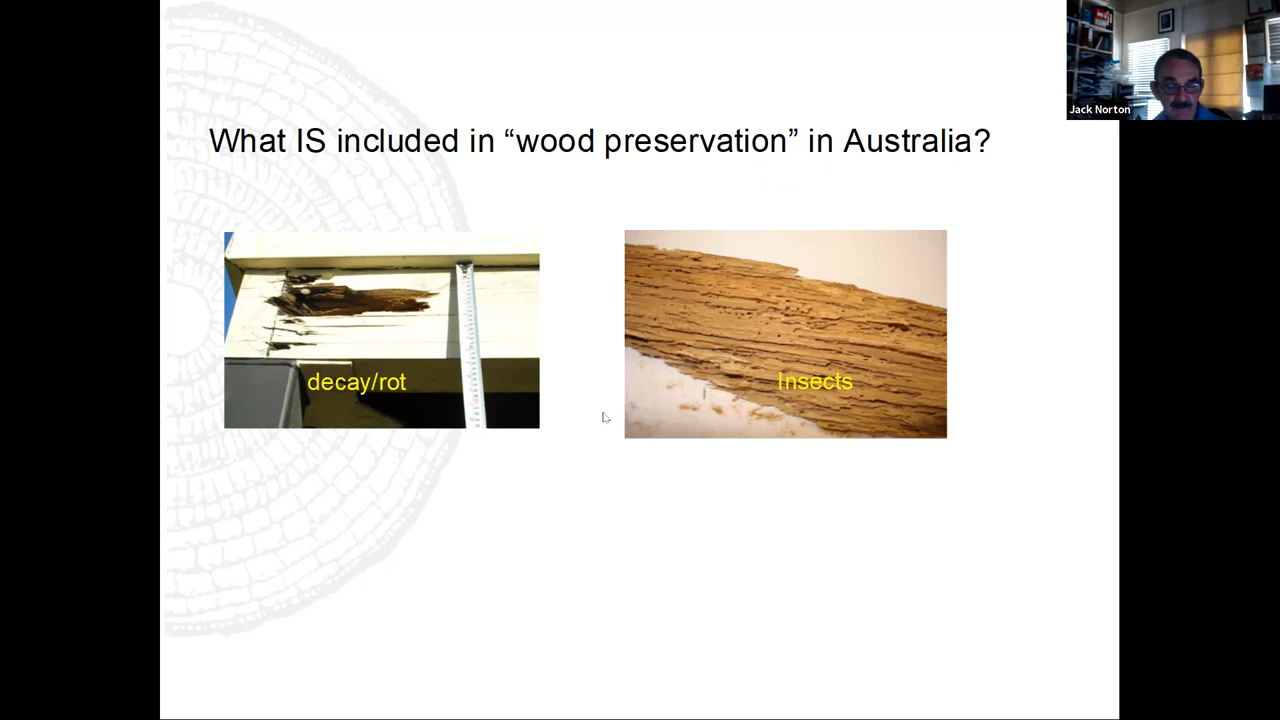 Jack Norton
What IS included in “wood preservation” in Australia?
decay/rot
Insects